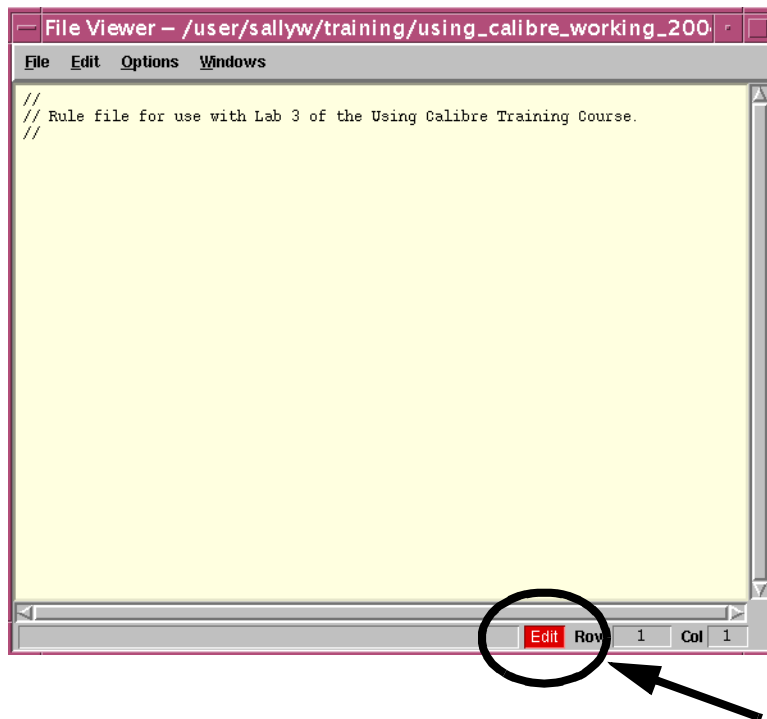 File Viewer – /user/sallyw/training/using_calibre_working_200
File Edit Options Windows
//
// Rule file for use with Lab 3 of the Using Calibre Training Course.
//
Edit Row 1 Col 1